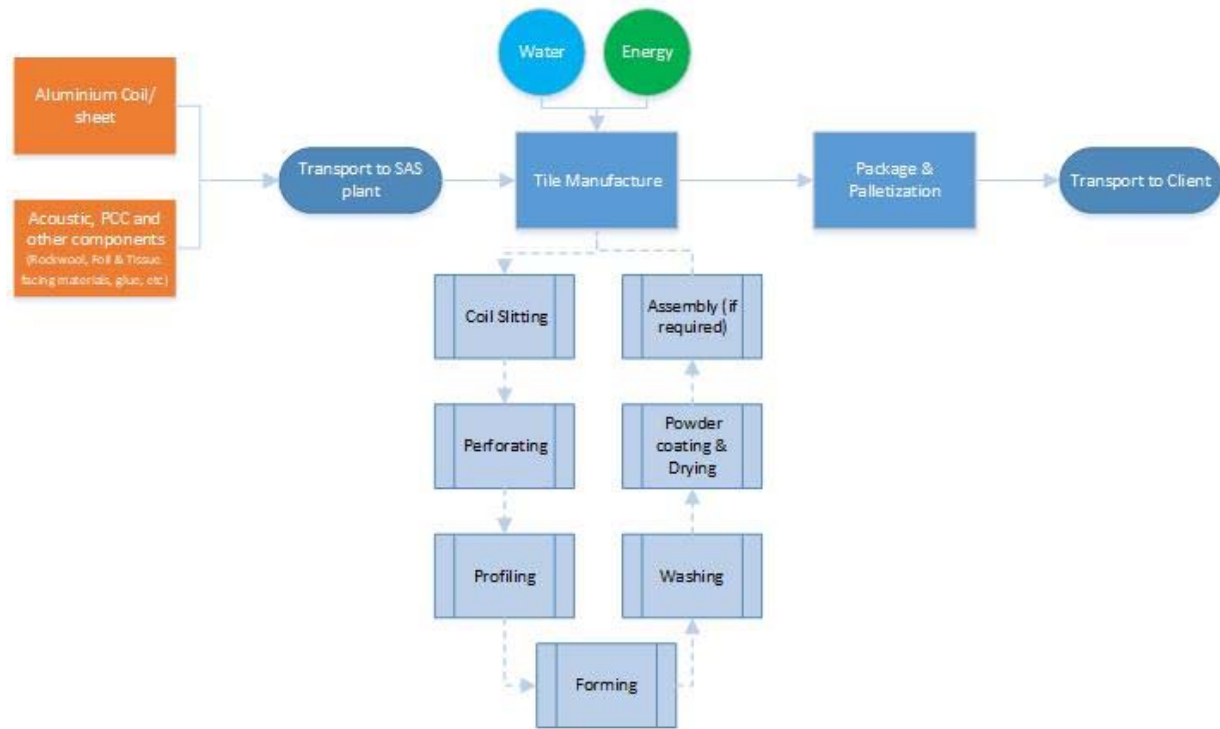 Water
Energy
Aluminium Coil/
sheet
Transport to SAS
plant
Tile Manufacture
Package &
Palletization
Transport to Client
Acoustic, PCC and
other components
(Rockwool, Foil & Tissue
facing materials, glue, etc)
Coil Slitting
Assembly (if
required)
Perforating
Powder
coating &
Drying
Profiling
Washing
Forming